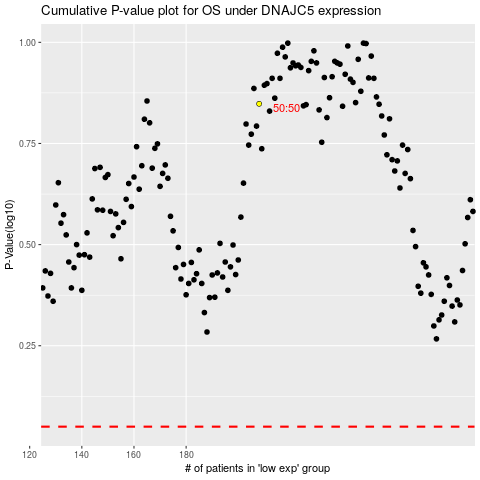 Cumulative P-value plot for OS under DNAJC5 expression
P-Value(log10)
1.00
0.75
0.50
0.25
50:50
120 140 160 180
# of patients in 'low exp' group